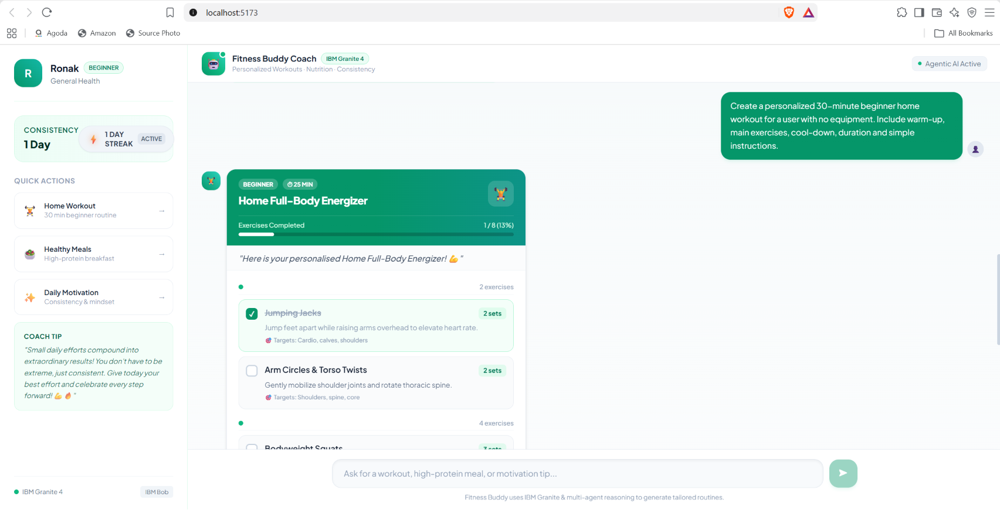 localhost:5173
Agoda
Amazon
Source Photo
All Bookmarks
R
Ronak
BEGINNER
General Health
CONSISTENCY
1 Day
1 DAY
STREAK
ACTIVE
QUICK ACTIONS
Home Workout
30 min beginner routine
→
Healthy Meals
High-protein breakfast
→
Daily Motivation
Consistency & mindset
→
COACH TIP
"Small daily efforts compound into
extraordinary results! You don't have to be
extreme, just consistent. Give today your
best effort and celebrate every step
forward! 💪 🔥 "
IBM Granite 4
IBM Bob
Fitness Buddy Coach
IBM Granite 4
Personalized Workouts · Nutrition · Consistency
Agentic AI Active
Create a personalized 30-minute beginner home
workout for a user with no equipment. Include warm-up,
main exercises, cool-down, duration and simple
instructions.
BEGINNER
⏱ 25 MIN
Home Full-Body Energizer
Exercises Completed
1 / 8 (13%)
"Here is your personalised Home Full-Body Energizer! 💪 "
2 exercises
Jumping Jacks
2 sets
Jump feet apart while raising arms overhead to elevate heart rate.
🎯 Targets: Cardio, calves, shoulders
Arm Circles & Torso Twists
2 sets
Gently mobilize shoulder joints and rotate thoracic spine.
🎯 Targets: Shoulders, spine, core
4 exercises
Bodyweight Squats
3 sets
Ask for a workout, high-protein meal, or motivation tip...
Fitness Buddy uses IBM Granite & multi-agent reasoning to generate tailored routines.